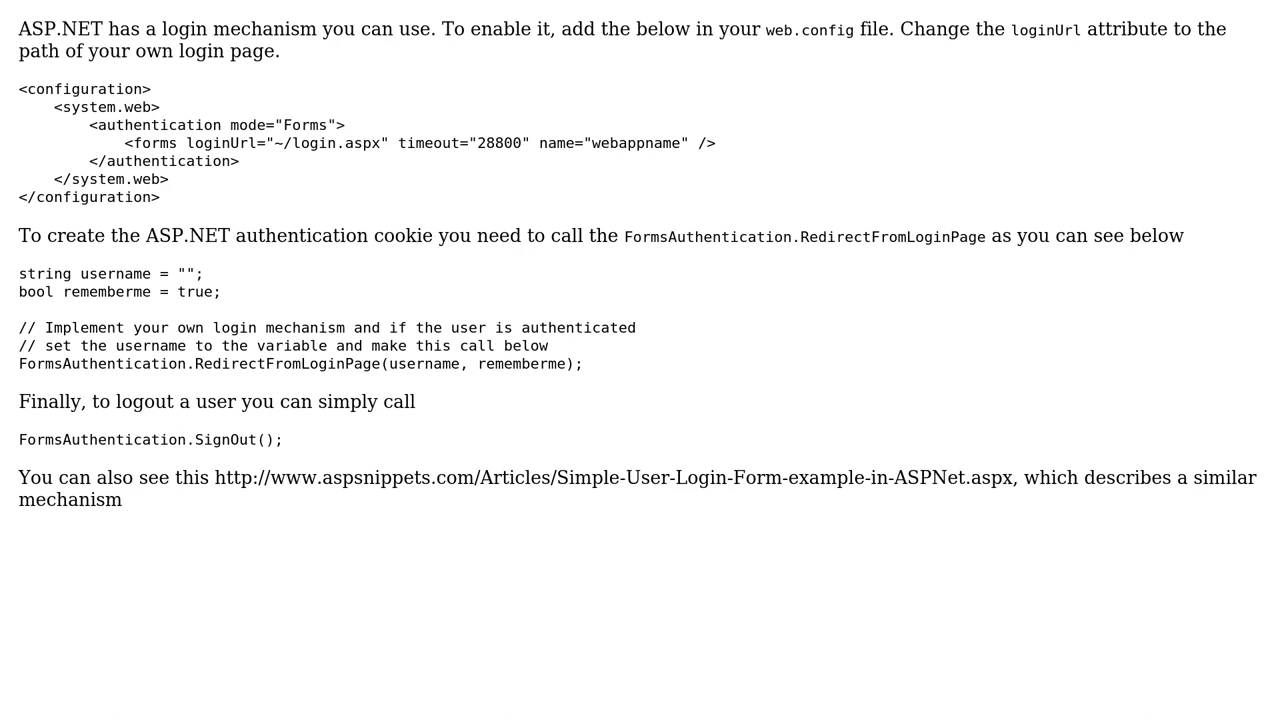 ASP.NET has a login mechanism you can use. To enable it, add the below in your web.config file. Change the loginUrl attribute to the
path of your own login page.
<configuration>
    <system.web>
        <authentication mode="Forms">
            <forms loginUrl="~/login.aspx" timeout="28800" name="webappname" />
        </authentication>
    </system.web>
</configuration>
To create the ASP.NET authentication cookie you need to call the FormsAuthentication.RedirectFromLoginPage as you can see below
string username = "";
bool rememberme = true;
// Implement your own login mechanism and if the user is authenticated
// set the username to the variable and make this call below
FormsAuthentication.RedirectFromLoginPage(username, rememberme);
Finally, to logout a user you can simply call
FormsAuthentication.SignOut();
You can also see this http://www.aspsnippets.com/Articles/Simple-User-Login-Form-example-in-ASPNet.aspx, which describes a similar
mechanism